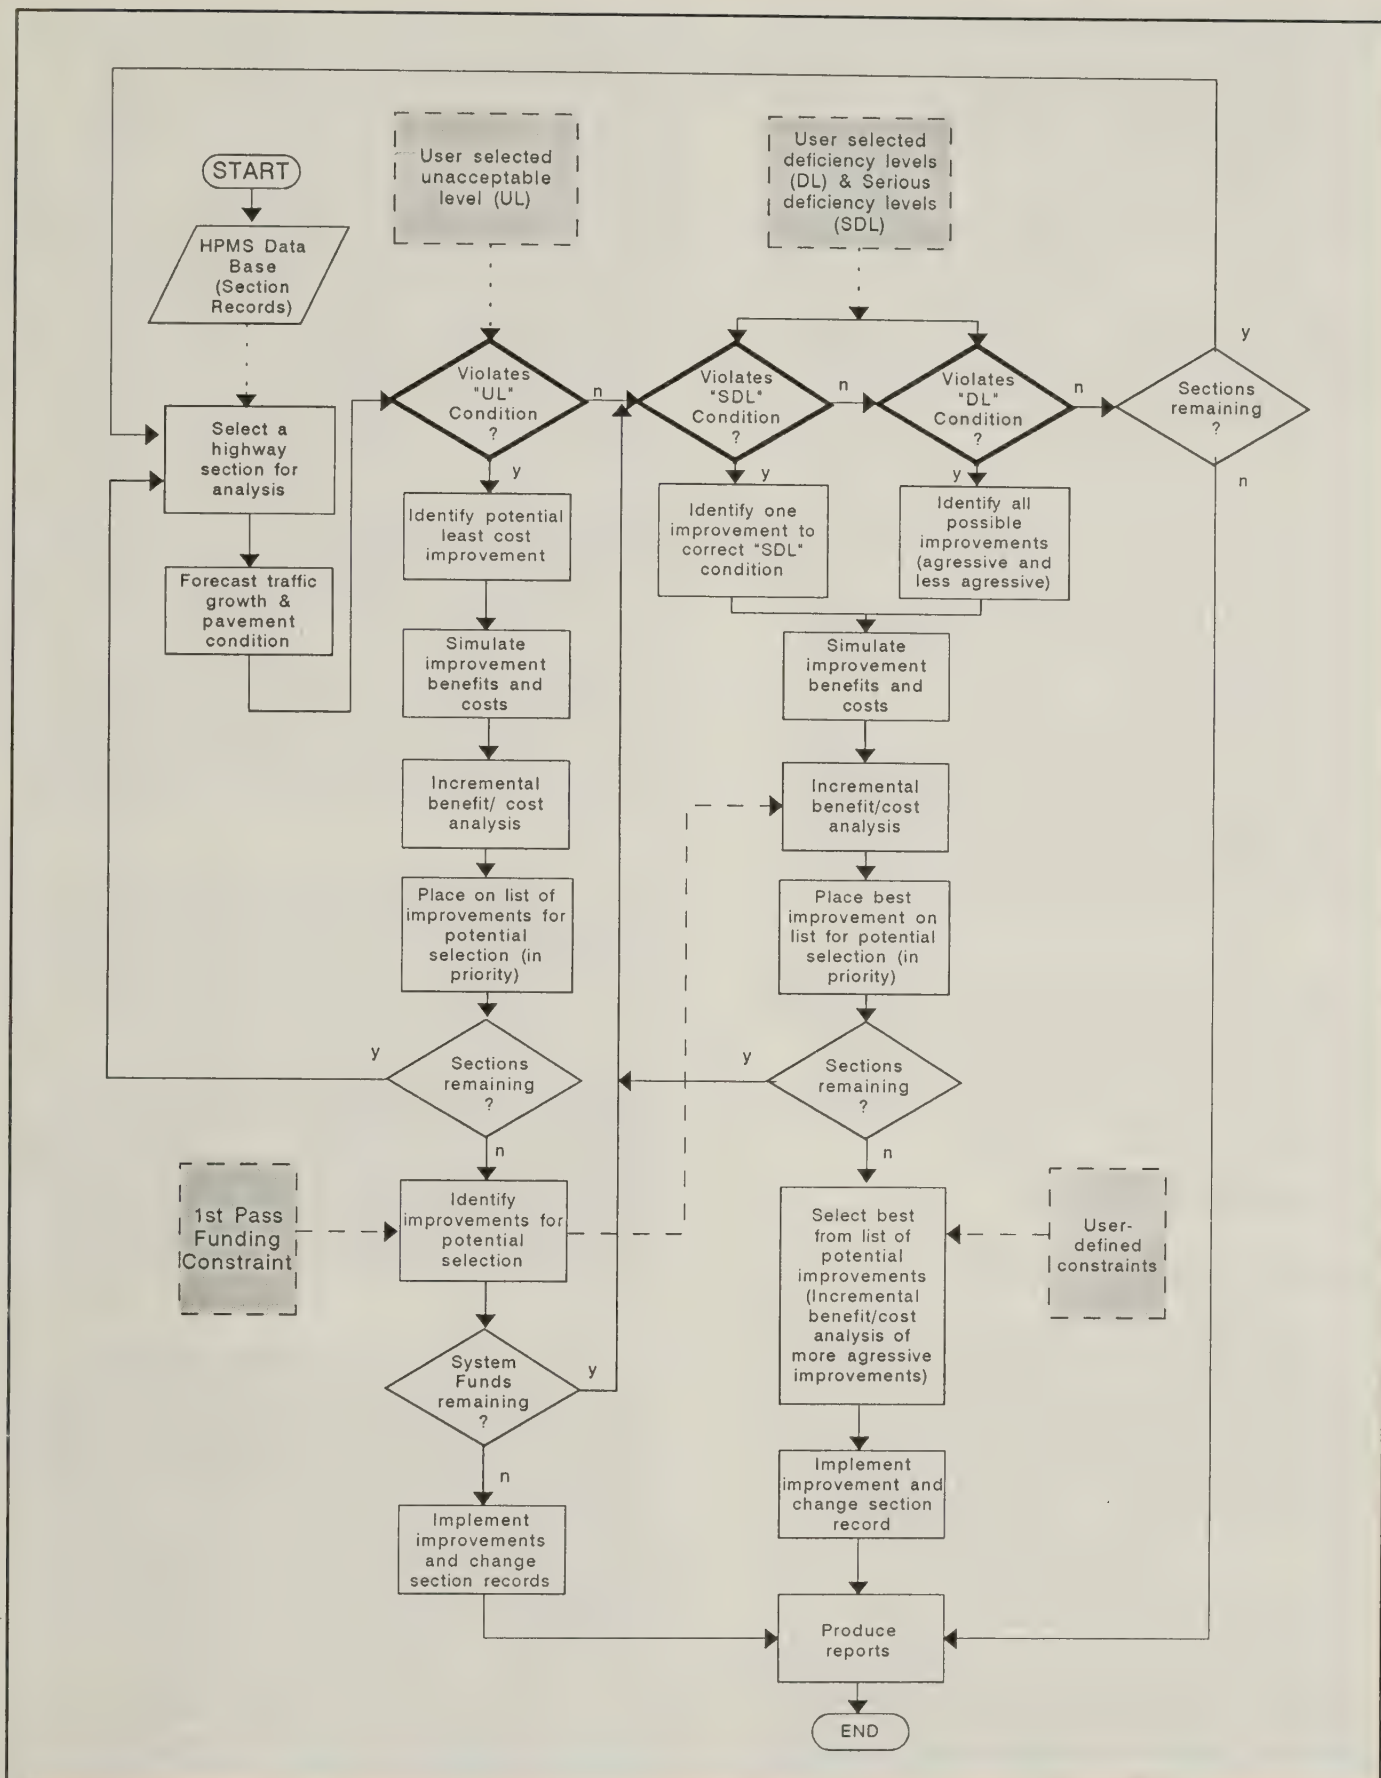 START
HPMS Data
Base
(Section
Records)
Select a
highway
section for
analysis
Forecast traffic
growth &
pavement
condition
User selected
unacceptable
level (UL)
Violates
"UL"
Condition
?
n
y
Identify potential
least cost
improvement
Simulate
improvement
benefits and
costs
Incremental
benefit/ cost
analysis
Place on list of
improvements for
potential
selection (in
priority)
Sections
remaining
?
y
n
1st Pass
Funding
Constraint
Identify
improvements for
potential
selection
System
Funds
remaining
?
y
n
Implement
improvements
and change
section records
User selected
deficiency levels
(DL) & Serious
deficiency levels
(SDL)
Violates
"SDL"
Condition
?
n
y
Identify one
improvement to
correct "SDL"
condition
Violates
"DL"
Condition
?
n
y
Identify all
possible
improvements
(agressive and
less agressive)
Sections
remaining
?
y
n
Simulate
improvement
benefits and
costs
Incremental
benefit/cost
analysis
Place best
improvement on
list for potential
selection (in
priority)
Sections
remaining
?
y
n
Select best
from list of
potential
improvements
(Incremental
benefit/cost
analysis of
more agressive
improvements)
User-
defined
constraints
Implement
improvement and
change section
record
Produce
reports
END